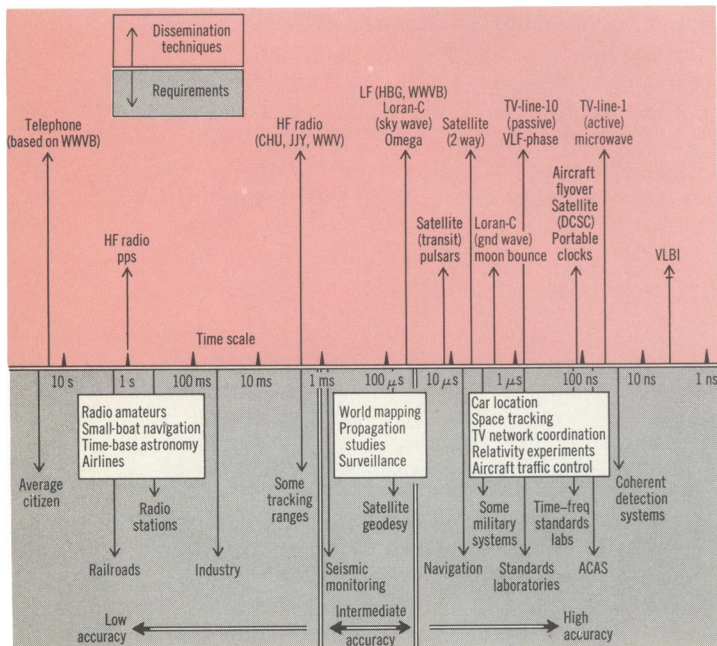 Dissemination
techniques
Requirements
Telephone
(based on WWVB)
HF radio
pps
HF radio
(CHU, JJY, WWV)
LF (HBG, WWVB)
Loran-C
(sky wave)
Omega
Satellite
(transit)
pulsars
Satellite
(2 way)
Loran-C
(gnd wave)
moon bounce
TV-line-10
(passive)
VLF-phase
Aircraft
flyover
Satellite
(DCSC)
Portable
clocks
TV-line-1
(active)
microwave
VLBI
Time scale
10 s
1 s
100 ms
10 ms
1 ms
100 μs
10 μs
1 μs
100 ns
10 ns
1 ns
Radio amateurs
Small-boat navigation
Time-base astronomy
Airlines
World mapping
Propagation
studies
Surveillance
Car location
Space tracking
TV network coordination
Relativity experiments
Aircraft traffic control
Average
citizen
Radio
stations
Some
tracking
ranges
Satellite
geodesy
Some
military
systems
Time–freq
standards
labs
Coherent
detection
systems
Railroads
Industry
Seismic
monitoring
Navigation
Standards
laboratories
ACAS
Low
accuracy
Intermediate
accuracy
High
accuracy